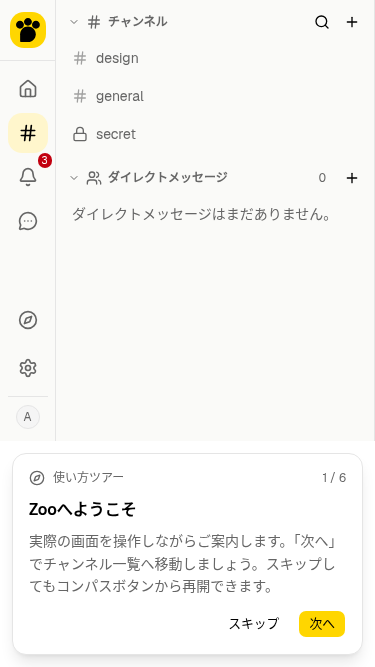 チャンネル
design
general
secret
3
ダイレクトメッセージ
0
ダイレクトメッセージはまだありません。
A
使い方ツアー
1 / 6
Zooへようこそ
実際の画面を操作しながらご案内します。「次へ」
でチャンネル一覧へ移動しましょう。スキップし
てもコンパスボタンから再開できます。
スキップ
次へ